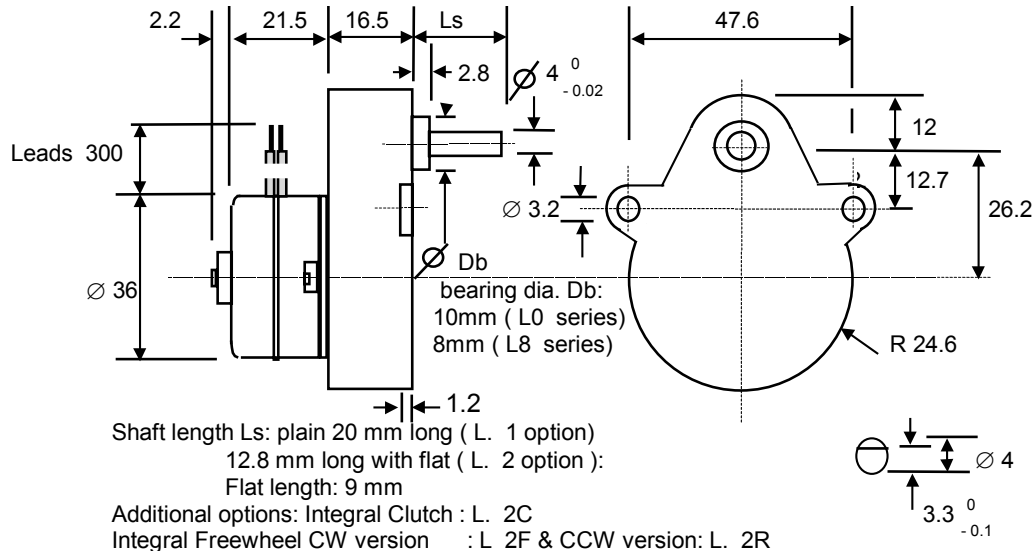 2.2 21.5 16.5 Ls 47.6
2.8 ∅ 4 0
- 0.02
12
Leads 300
12.7
∅ 3.2 26.2
∅ Db
∅ 36
bearing dia. Db:
10mm ( L0 series)
8mm ( L8 series)
R 24.6
1.2
Shaft length Ls: plain 20 mm long ( L. 1 option)
12.8 mm long with flat ( L. 2 option ):
∅ 4
Flat length: 9 mm
3.3 0
- 0.1
Additional options: Integral Clutch : L. 2C
Integral Freewheel CW version : L 2F & CCW version: L. 2R